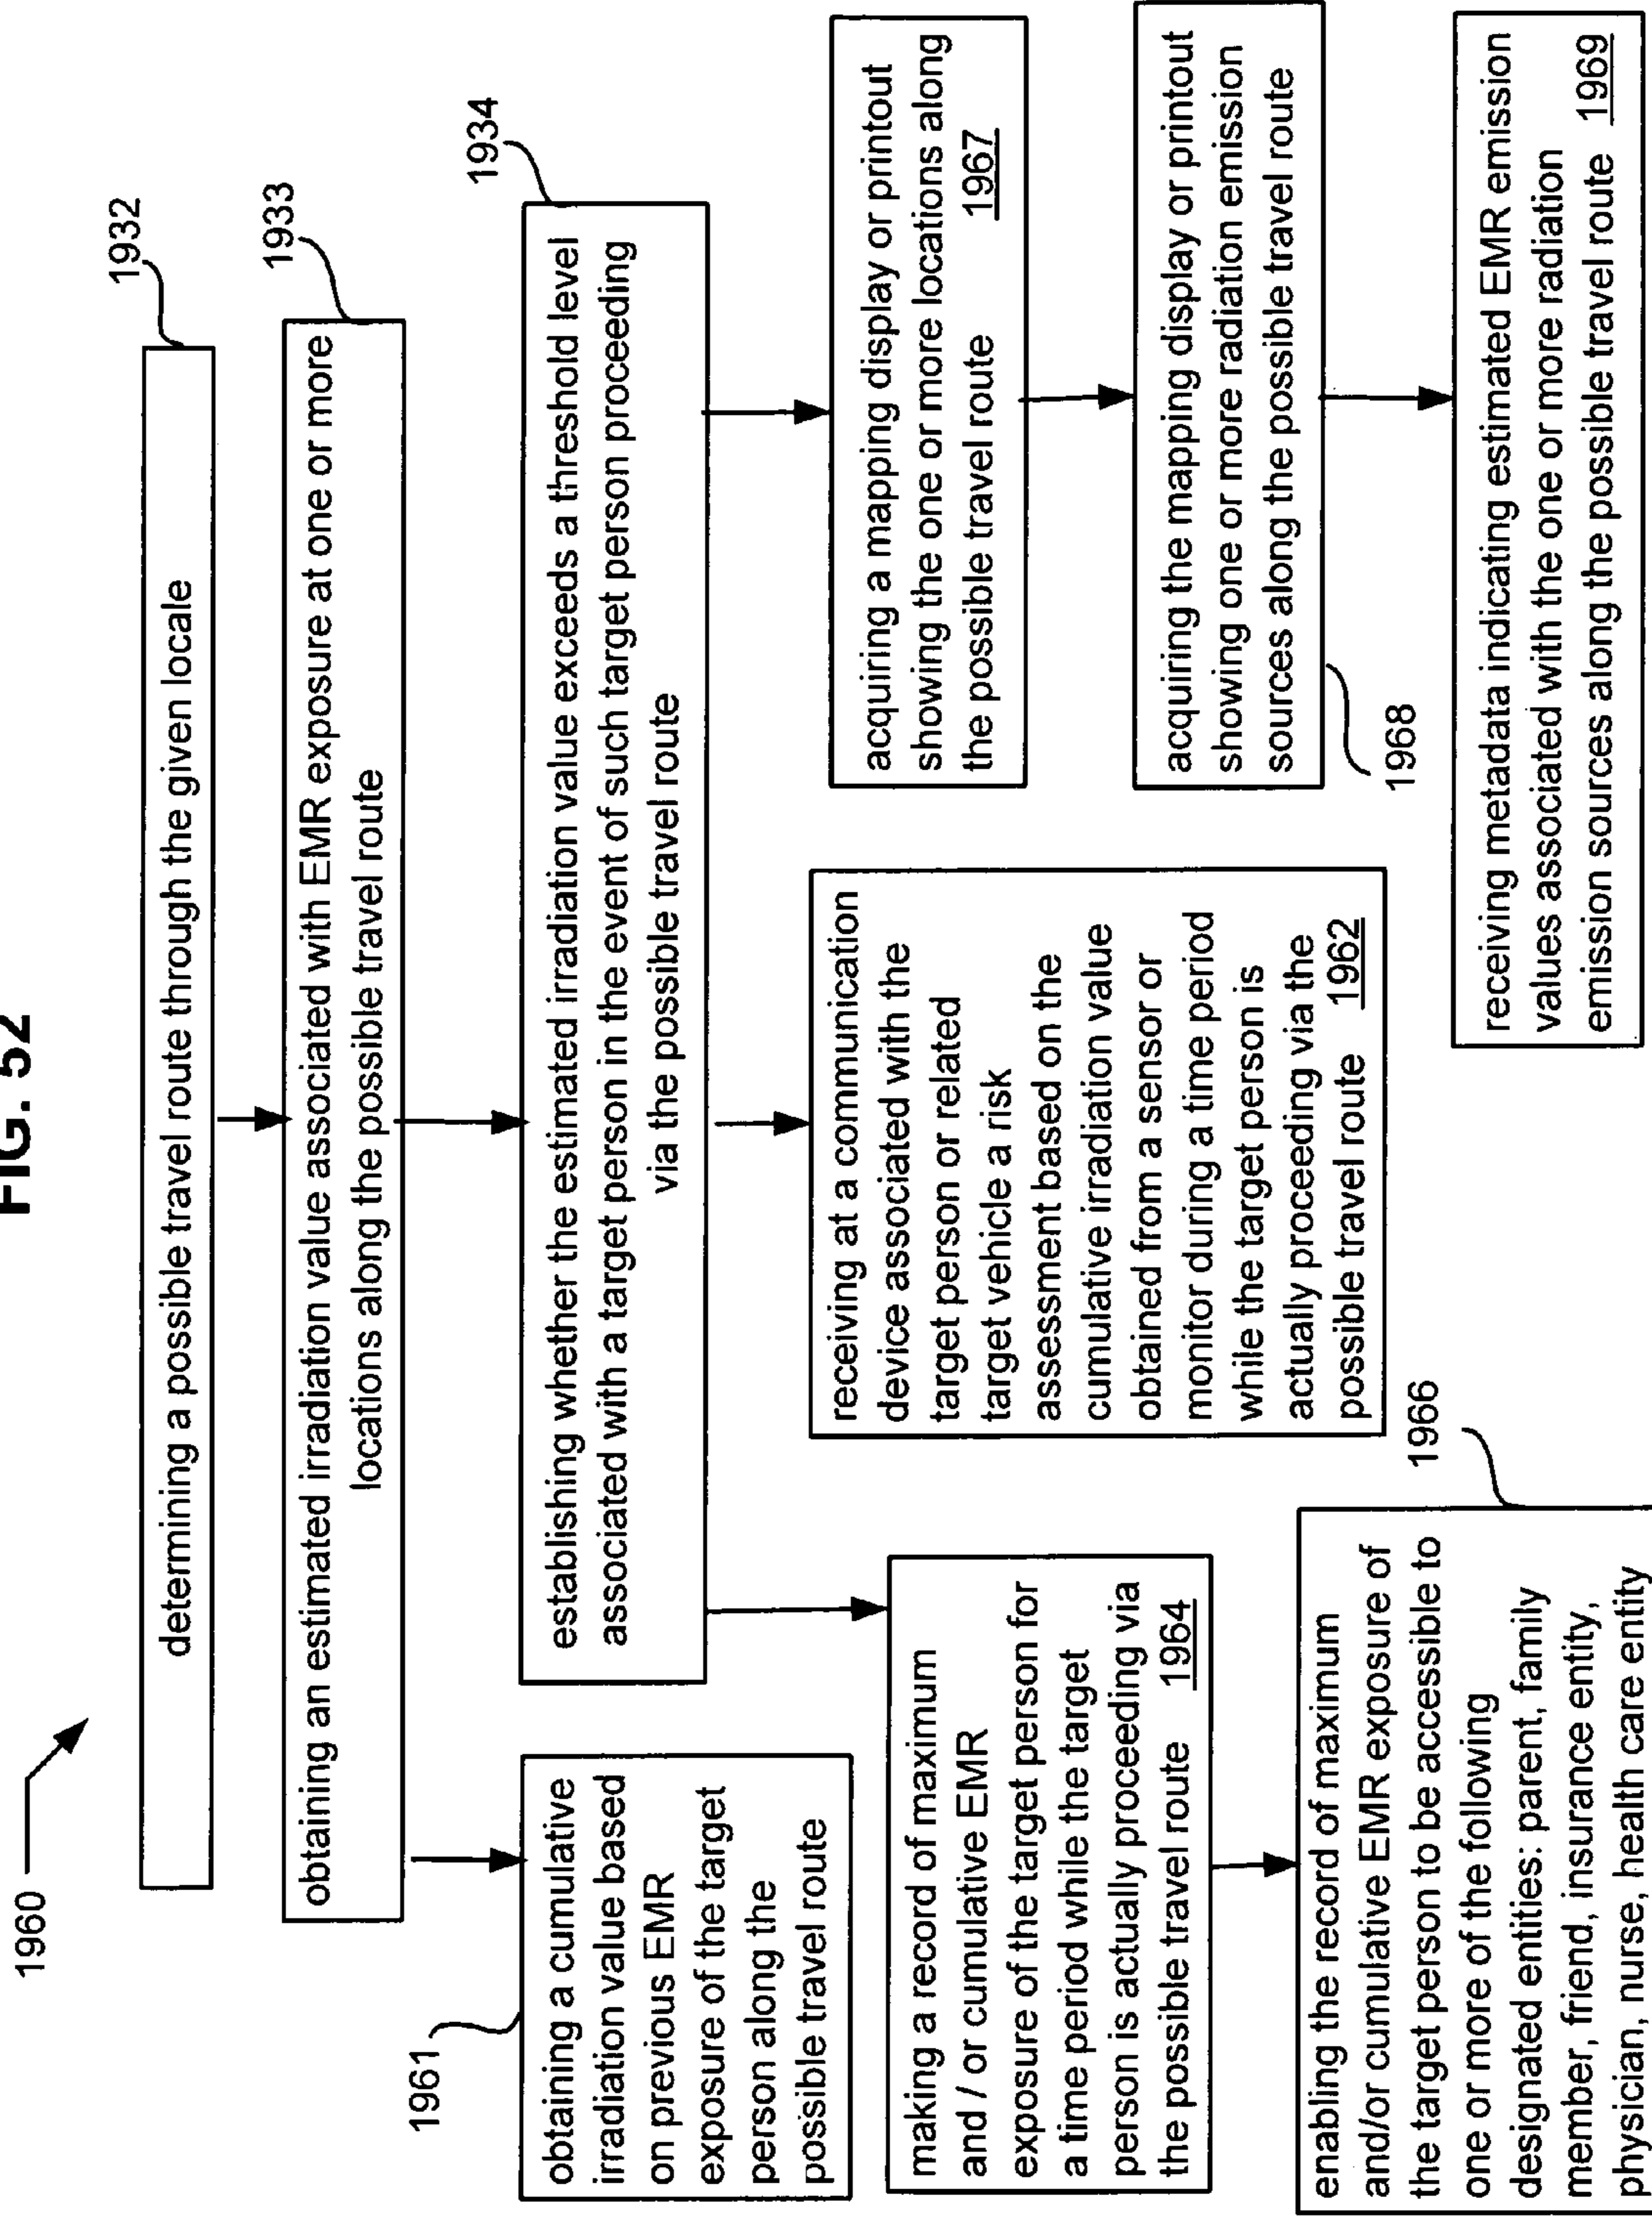 FIG. 52
1960
1932
determining a possible travel route through the given locale
1933
obtaining an estimated irradiation value associated with EMR exposure at one or more
locations along the possible travel route
1934
establishing whether the estimated irradiation value exceeds a threshold level
associated with a target person in the event of such target person proceeding
via the possible travel route
1961
obtaining a cumulative
irradiation value based
on previous EMR
exposure of the target
person along the
possible travel route
making a record of maximum
and / or cumulative EMR
exposure of the target person for
a time period while the target
person is actually proceeding via
the possible travel route 1964
1966
enabling the record of maximum
and/or cumulative EMR exposure of
the target person to be accessible to
one or more of the following
designated entities: parent, family
member, friend, insurance entity,
physician, nurse, health care entity
receiving at a communication
device associated with the
target person or related
target vehicle a risk
assessment based on the
cumulative irradiation value
obtained from a sensor or
monitor during a time period
while the target person is
actually proceeding via the
possible travel route 1962
acquiring a mapping display or printout
showing the one or more locations along
the possible travel route 1967
acquiring the mapping display or printout
showing one or more radiation emission
sources along the possible travel route
1968
receiving metadata indicating estimated EMR emission
values associated with the one or more radiation
emission sources along the possible travel route 1969